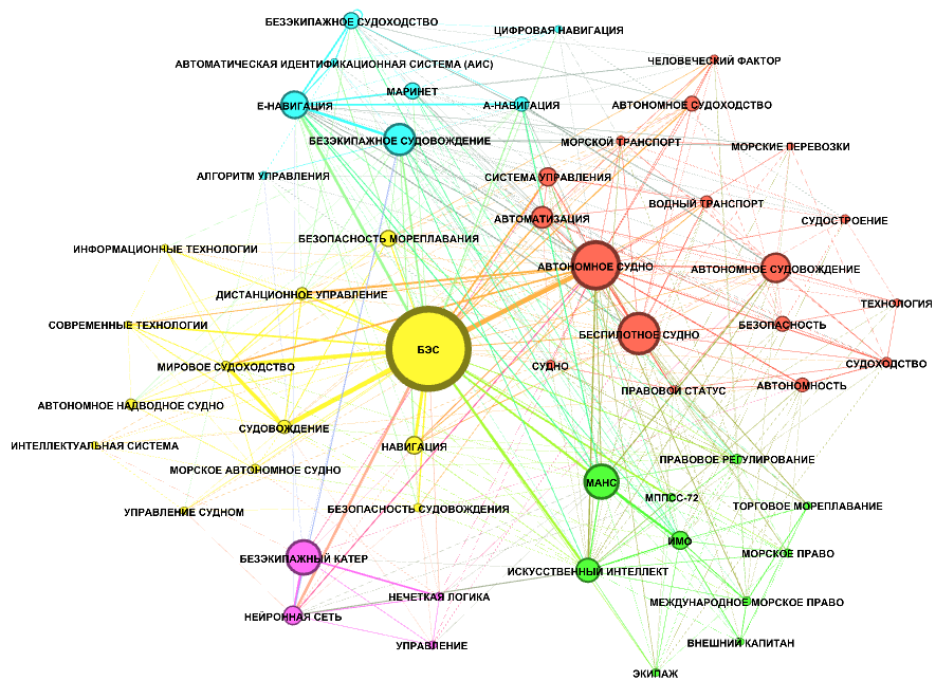 БЕЗЭКИПАЖНОЕ СУДОХОДСТВО
ЦИФРОВАЯ НАВИГАЦИЯ
АВТОМАТИЧЕСКАЯ ИДЕНТИФИКАЦИОННАЯ СИСТЕМА (АИС)
ЧЕЛОВЕЧЕСКИЙ ФАКТОР
МАРИНЕТ
Е-НАВИГАЦИЯ
А-НАВИГАЦИЯ
АВТОНОМНОЕ СУДОХОДСТВО
БЕЗЭКИПАЖНОЕ СУДОВОЖДЕНИЕ
МОРСКОЙ ТРАНСПОРТ
МОРСКИЕ ПЕРЕВОЗКИ
АЛГОРИТМ УПРАВЛЕНИЯ
СИСТЕМА УПРАВЛЕНИЯ
ВОДНЫЙ ТРАНСПОРТ
АВТОМАТИЗАЦИЯ
СУДОСТРОЕНИЕ
БЕЗОПАСНОСТЬ МОРЕПЛАВАНИЯ
ИНФОРМАЦИОННЫЕ ТЕХНОЛОГИИ
АВТОНОМНОЕ СУДНО
АВТОНОМНОЕ СУДОВОЖДЕНИЕ
ДИСТАНЦИОННОЕ УПРАВЛЕНИЕ
ТЕХНОЛОГИЯ
СОВРЕМЕННЫЕ ТЕХНОЛОГИИ
БЕЗОПАСНОСТЬ
БЕСПИЛОТНОЕ СУДНО
БЭС
МИРОВОЕ СУДОХОДСТВО
СУДНО
СУДОХОДСТВО
АВТОНОМНОСТЬ
ПРАВОВОЙ СТАТУС
АВТОНОМНОЕ НАДВОДНОЕ СУДНО
СУДОВОЖДЕНИЕ
ИНТЕЛЛЕКТУАЛЬНАЯ СИСТЕМА
НАВИГАЦИЯ
ПРАВОВОЕ РЕГУЛИРОВАНИЕ
МОРСКОЕ АВТОНОМНОЕ СУДНО
МАНС
МППСС-72
ТОРГОВОЕ МОРЕПЛАВАНИЕ
УПРАВЛЕНИЕ СУДНОМ
БЕЗОПАСНОСТЬ СУДОВОЖДЕНИЯ
ИМО
МОРСКОЕ ПРАВО
БЕЗЭКИПАЖНЫЙ КАТЕР
ИСКУССТВЕННЫЙ ИНТЕЛЛЕКТ
НЕЧЕТКАЯ ЛОГИКА
МЕЖДУНАРОДНОЕ МОРСКОЕ ПРАВО
НЕЙРОННАЯ СЕТЬ
ВНЕШНИЙ КАПИТАН
УПРАВЛЕНИЕ
ЭКИПАЖ